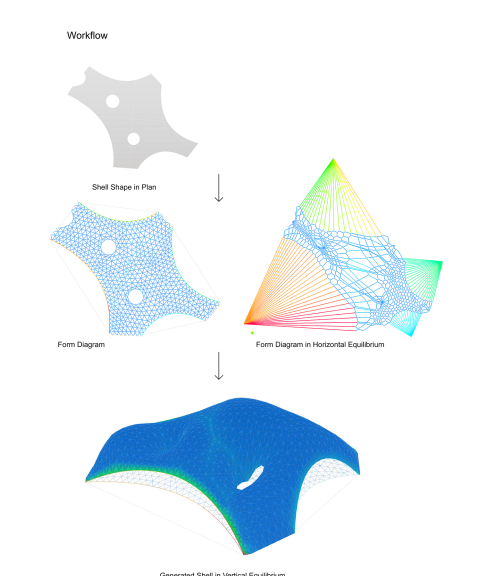 Workflow
Shell Shape in Plan
Form Diagram
Form Diagram in Horizontal Equilibrium
Generated Shell in Vertical Equilibrium